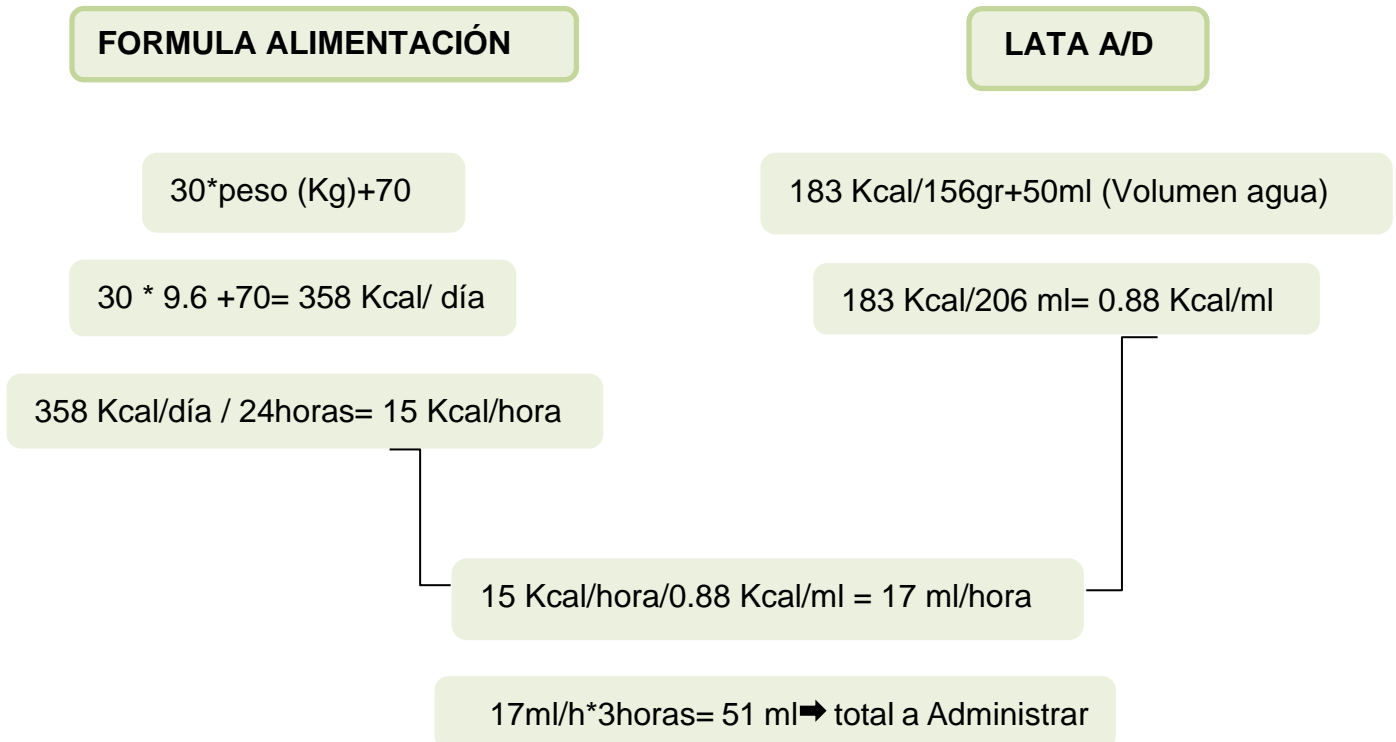 FORMULA ALIMENTACIÓN
LATA A/D
30*peso (Kg)+70
183 Kcal/156gr+50ml (Volumen agua)
30 * 9.6 +70= 358 Kcal/ día
183 Kcal/206 ml= 0.88 Kcal/ml
358 Kcal/día / 24horas= 15 Kcal/hora
15 Kcal/hora/0.88 Kcal/ml = 17 ml/hora
17ml/h*3horas= 51 ml➡ total a Administrar